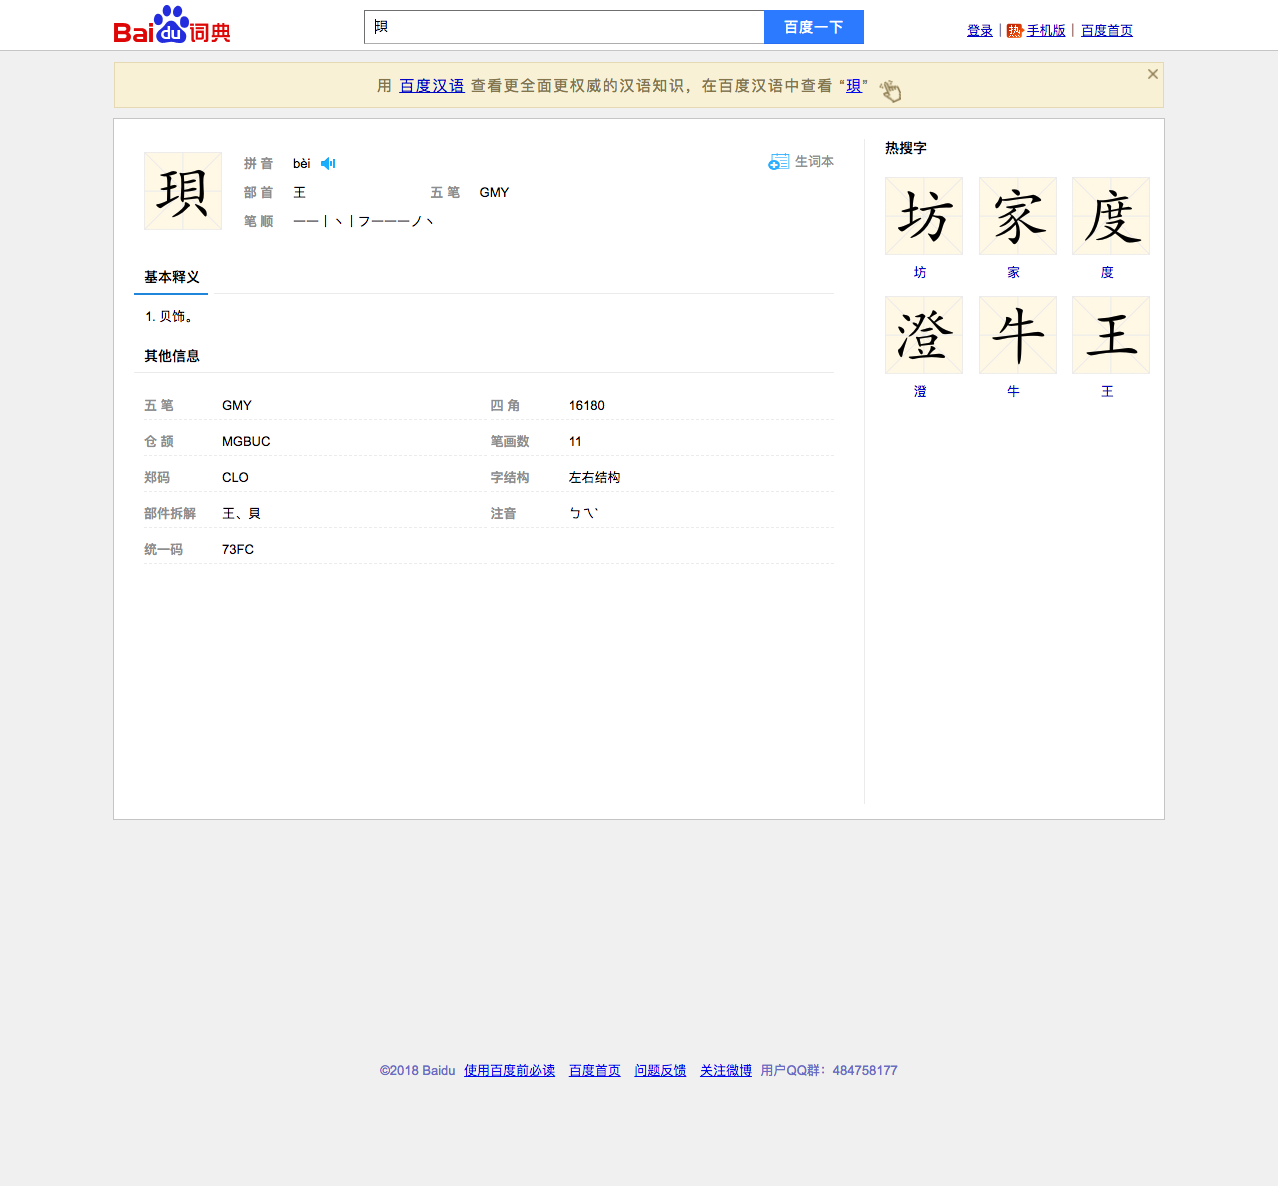 Bai du 词典
珼
百度一下
登录 | 热 手机版 | 百度首页
用 百度汉语 查看更全面更权威的汉语知识，在百度汉语中查看 “珼”
珼
拼 音 bèi
生词本
部 首 王 五 笔 GMY
笔 顺 一一丨丶丨フ一一一ノ丶
基本释义
1. 贝饰。
其他信息
五 笔 GMY 四 角 16180
仓 颉 MGBUC 笔画数 11
郑码 CLO 字结构 左右结构
部件拆解 王、貝 注音 ㄅㄟˋ
统一码 73FC
热搜字
坊 家 度
坊 家 度
澄 牛 王
澄 牛 王
©2018 Baidu 使用百度前必读 百度首页 问题反馈 关注微博 用户QQ群：484758177